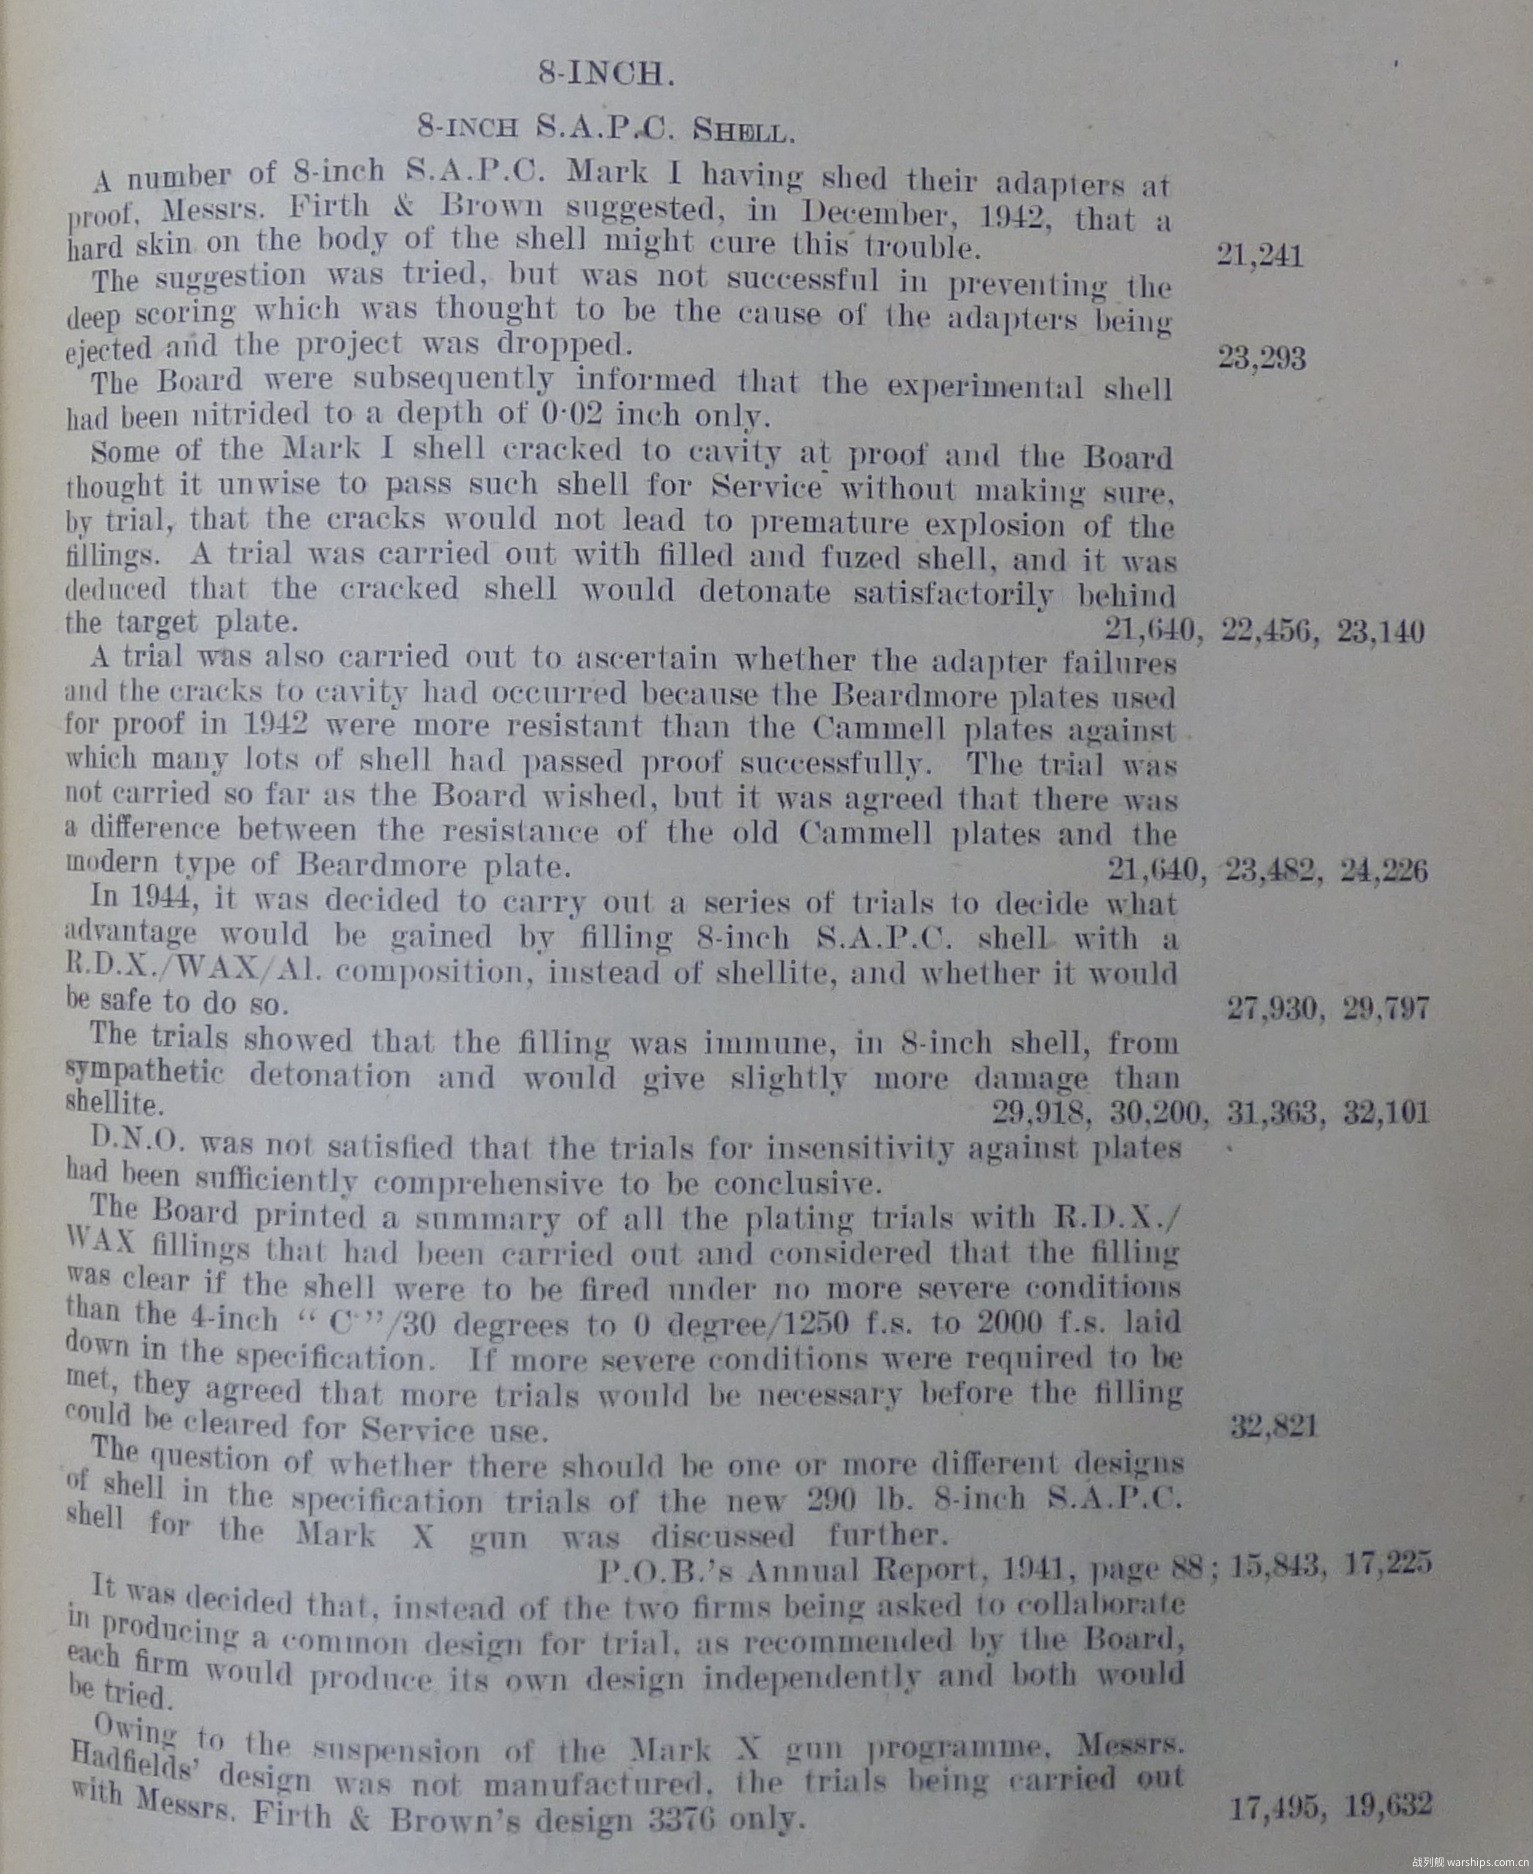 8-INCH.
8-INCH S.A.P.C. SHELL.
A number of 8-inch S.A.P.C. Mark I having shed their adapters at
proof, Messrs. Firth & Brown suggested, in December, 1942, that a
hard skin on the body of the shell might cure this trouble. 21,241
The suggestion was tried, but was not successful in preventing the
deep scoring which was thought to be the cause of the adapters being
ejected and the project was dropped. 23,293
The Board were subsequently informed that the experimental shell
had been nitrided to a depth of 0·02 inch only.
Some of the Mark I shell cracked to cavity at proof and the Board
thought it unwise to pass such shell for Service without making sure,
by trial, that the cracks would not lead to premature explosion of the
fillings. A trial was carried out with filled and fuzed shell, and it was
deduced that the cracked shell would detonate satisfactorily behind
the target plate. 21,640, 22,456, 23,140
A trial was also carried out to ascertain whether the adapter failures
and the cracks to cavity had occurred because the Beardmore plates used
for proof in 1942 were more resistant than the Cammell plates against
which many lots of shell had passed proof successfully. The trial was
not carried so far as the Board wished, but it was agreed that there was
a difference between the resistance of the old Cammell plates and the
modern type of Beardmore plate. 21,640, 23,482, 24,226
In 1944, it was decided to carry out a series of trials to decide what
advantage would be gained by filling 8-inch S.A.P.C. shell with a
R.D.X./WAX/Al. composition, instead of shellite, and whether it would
be safe to do so. 27,930, 29,797
The trials showed that the filling was immune, in 8-inch shell, from
sympathetic detonation and would give slightly more damage than
shellite. 29,918, 30,200, 31,363, 32,101
D.N.O. was not satisfied that the trials for insensitivity against plates
had been sufficiently comprehensive to be conclusive.
The Board printed a summary of all the plating trials with R.D.X./
WAX fillings that had been carried out and considered that the filling
was clear if the shell were to be fired under no more severe conditions
than the 4-inch “ C ”/30 degrees to 0 degree/1250 f.s. to 2000 f.s. laid
down in the specification. If more severe conditions were required to be
met, they agreed that more trials would be necessary before the filling
could be cleared for Service use. 32,821
The question of whether there should be one or more different designs
of shell in the specification trials of the new 290 lb. 8-inch S.A.P.C.
shell for the Mark X gun was discussed further.
P.O.B.'s Annual Report, 1941, page 88; 15,843, 17,225
It was decided that, instead of the two firms being asked to collaborate
in producing a common design for trial, as recommended by the Board,
each firm would produce its own design independently and both would
be tried.
Owing to the suspension of the Mark X gun programme, Messrs.
Hadfields' design was not manufactured, the trials being carried out
with Messrs. Firth & Brown's design 3376 only. 17,495, 19,632
战列舰 warships.com.cn